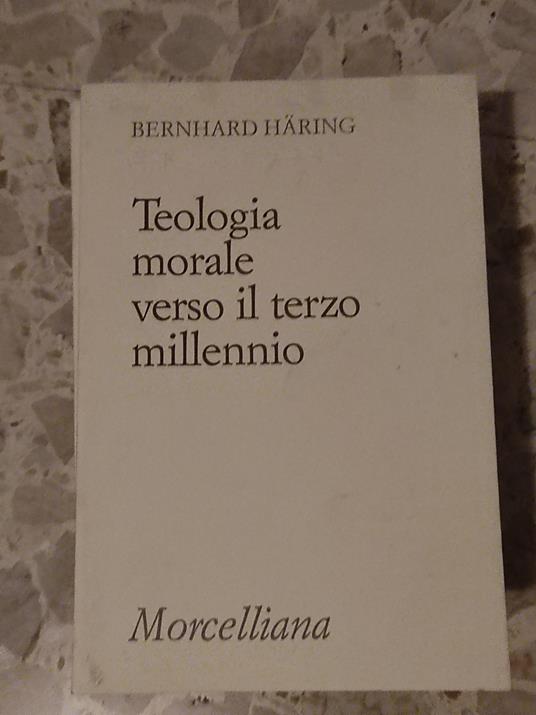 BERNHARD HÄRING
Teologia
morale
verso il terzo
millennio
Morcelliana